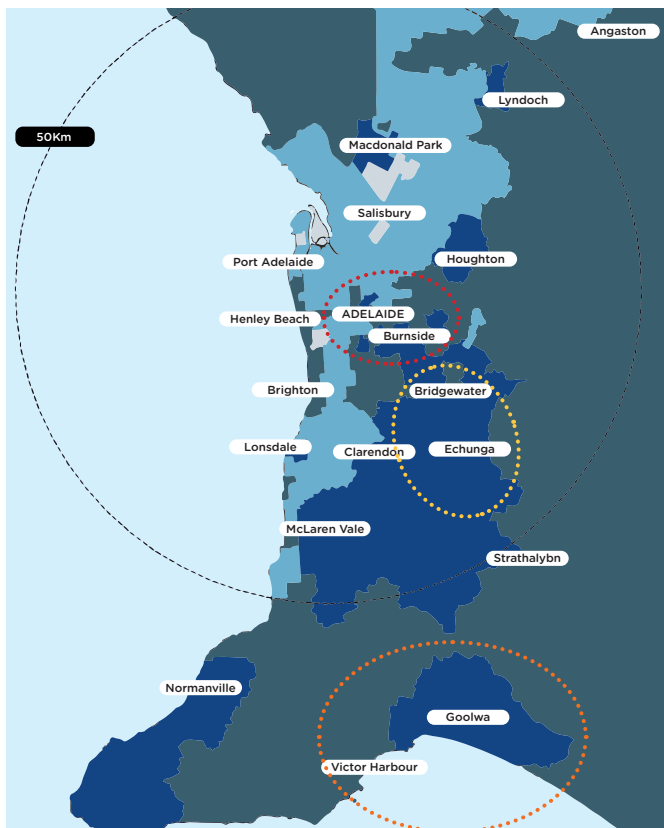 Angaston
Lyndoch
50Km
Macdonald Park
Salisbury
Port Adelaide
Houghton
Henley Beach
ADELAIDE
Burnside
Brighton
Bridgewater
Lonsdale
Clarendon
Echunga
McLaren Vale
Strathalybn
Normanville
Goolwa
Victor Harbour